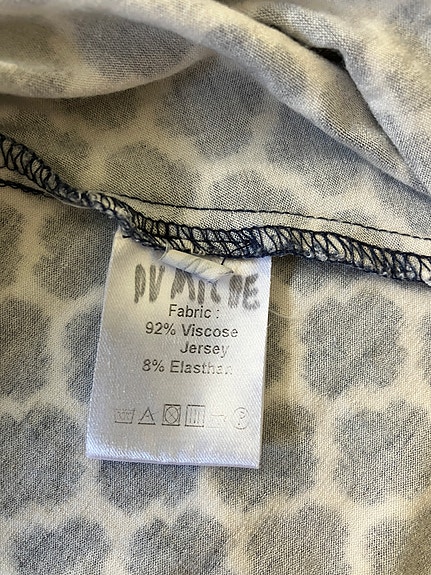 Fabric :
92% Viscose
Jersey
8% Elasthan